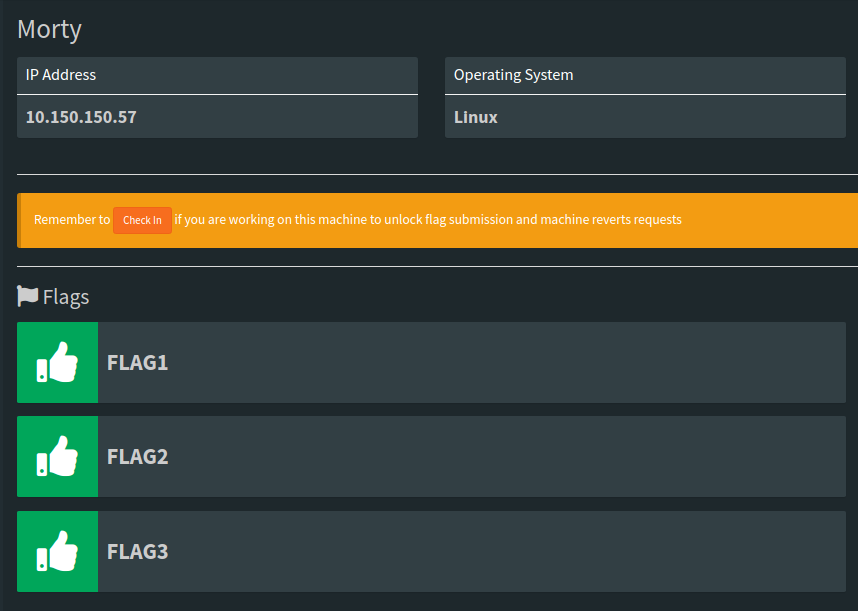 Morty
IP Address
Operating System
10.150.150.57
Linux
Remember to Check In if you are working on this machine to unlock flag submission and machine reverts requests
Flags
FLAG1
FLAG2
FLAG3